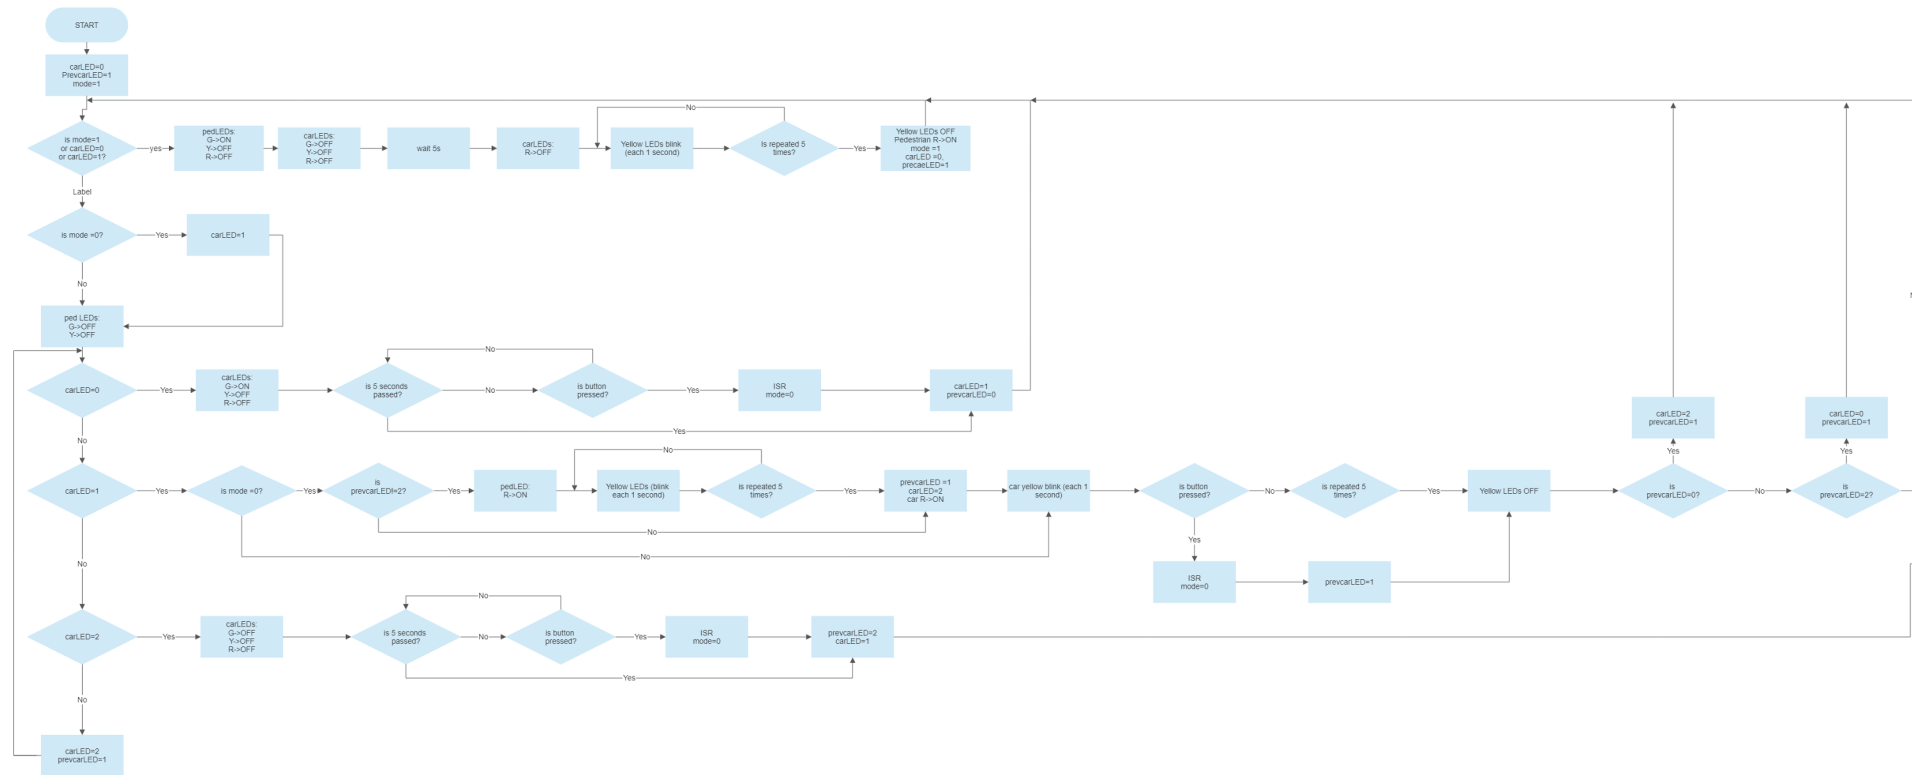 START
carLED=0
PrevcarLED=1
mode=1
is mode=1
or carLED=0
or carLED=1?
yes
pedLEDs:
G->ON
Y->OFF
R->OFF
carLEDs:
G->OFF
Y->OFF
R->OFF
wait 5s
carLEDs:
R->OFF
Yellow LEDs blink
(each 1 second)
No
Is repeated 5
times?
Yes
Yellow LEDs OFF
Pedestrian R->ON
mode =1
carLED =0,
precaeLED=1
Label
is mode =0?
Yes
carLED=1
No
ped LEDs:
G->OFF
Y->OFF
carLED=0
Yes
carLEDs:
G->ON
Y->OFF
R->OFF
is 5 seconds
passed?
No
No
is button
pressed?
Yes
ISR
mode=0
carLED=1
prevcarLED=0
Yes
No
carLED=1
Yes
is mode =0?
Yes
is
prevcarLED!=2?
Yes
pedLED:
R->ON
Yellow LEDs (blink
each 1 second)
No
is repeated 5
times?
Yes
prevcarLED =1
carLED=2
car R->ON
car yellow blink (each 1
second)
No
No
is button
pressed?
No
is repeated 5
times?
Yes
Yellow LEDs OFF
is
prevcarLED=0?
Yes
carLED=2
prevcarLED=1
No
is
prevcarLED=2?
Yes
carLED=0
prevcarLED=1
Yes
ISR
mode=0
prevcarLED=1
No
carLED=2
Yes
carLEDs:
G->OFF
Y->OFF
R->OFF
is 5 seconds
passed?
No
No
is button
pressed?
Yes
ISR
mode=0
prevcarLED=2
carLED=1
Yes
No
carLED=2
prevcarLED=1